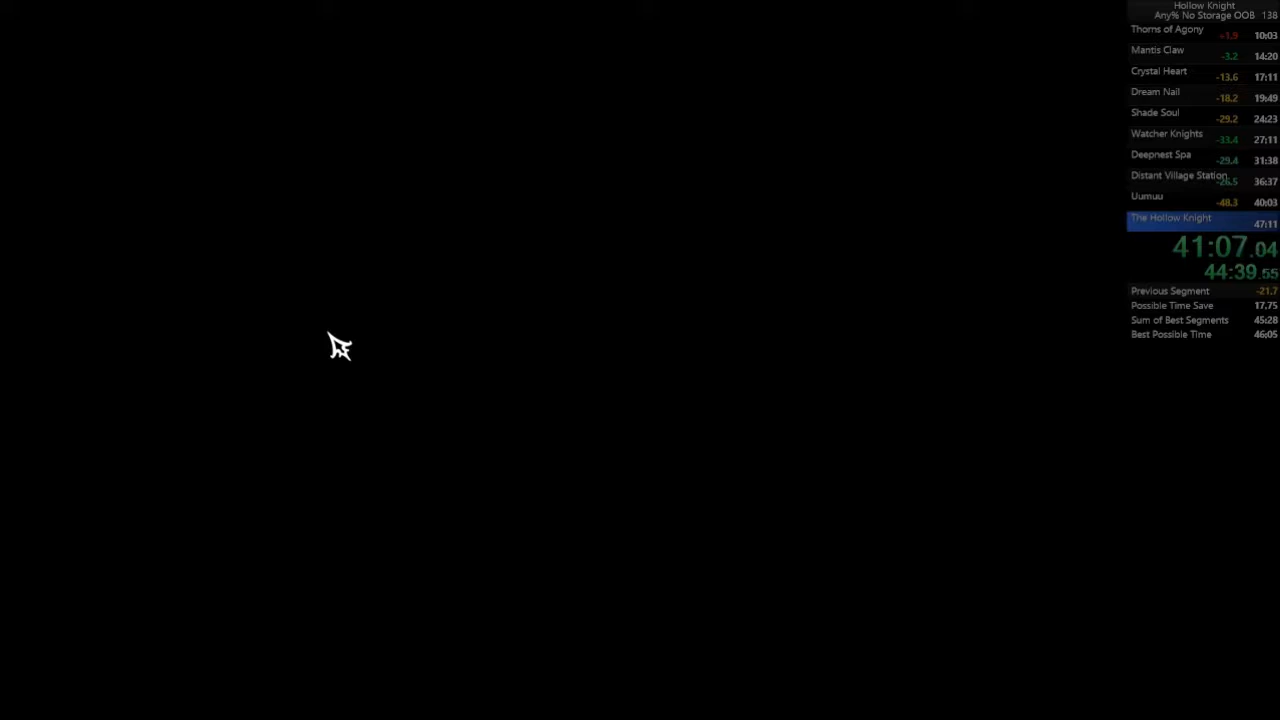 Hollow Knight
Any% No Storage OOB 138
Thorns of Agony +1.9 10:03
Mantis Claw -3.2 14:20
Crystal Heart -13.6 17:11
Dream Nail -18.2 19:49
Shade Soul -29.2 24:23
Watcher Knights -33.4 27:11
Deepnest Spa -29.4 31:38
Distant Village Station -26.5 36:37
Uumuu -48.3 40:03
The Hollow Knight 47:11
41:07.04
44:39.55
Previous Segment -21.7
Possible Time Save 17.75
Sum of Best Segments 45:28
Best Possible Time 46:05